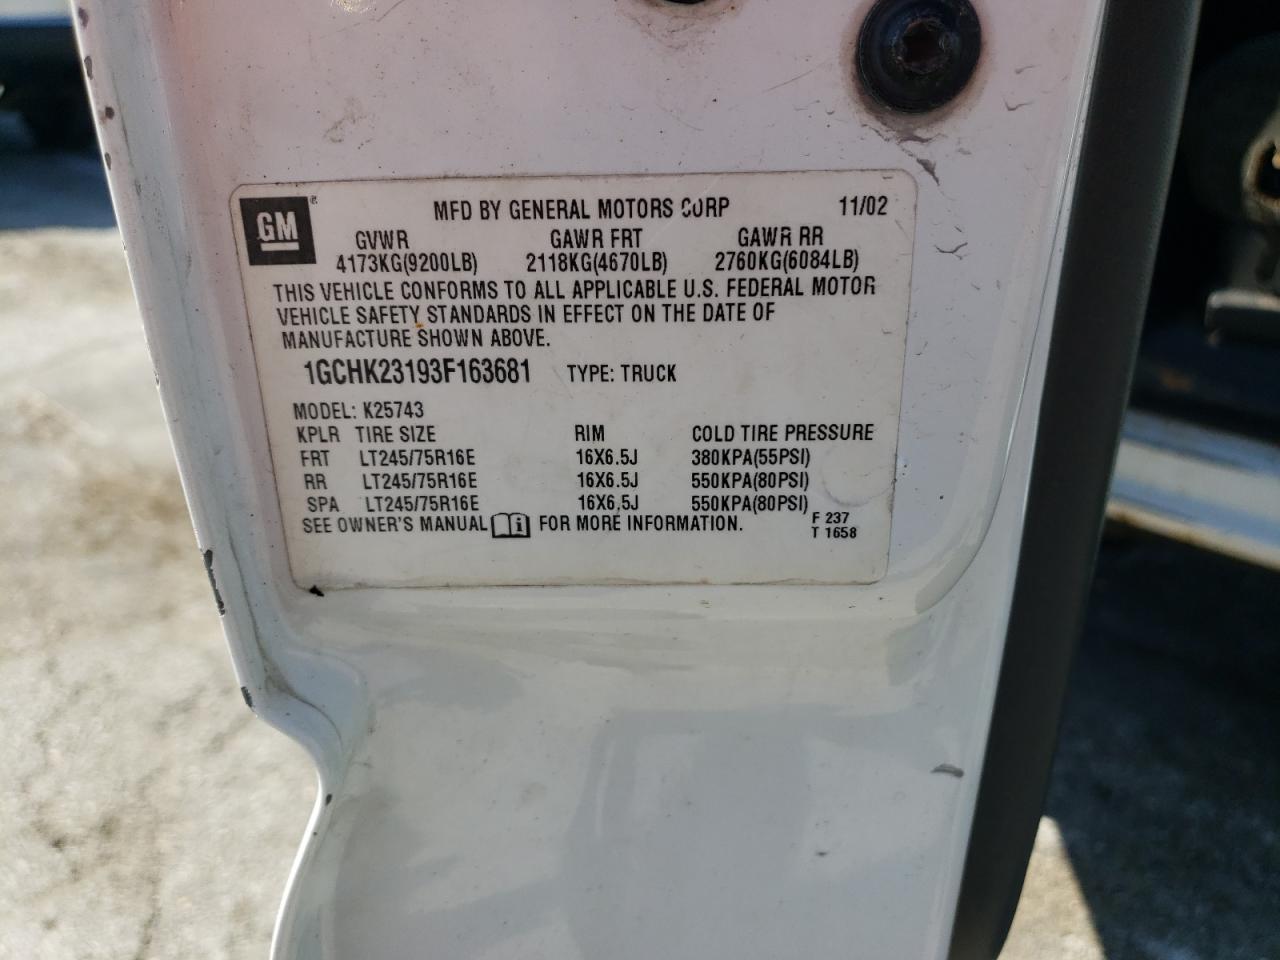 GM ® MFD BY GENERAL MOTORS CORP 11/02
GVWR GAWR FRT GAWR RR
4173KG(9200LB) 2118KG(4670LB) 2760KG(6084LB)
THIS VEHICLE CONFORMS TO ALL APPLICABLE U.S. FEDERAL MOTOR
VEHICLE SAFETY STANDARDS IN EFFECT ON THE DATE OF
MANUFACTURE SHOWN ABOVE.
1GCHK23193F163681 TYPE: TRUCK
MODEL: K25743
KPLR TIRE SIZE RIM COLD TIRE PRESSURE
FRT LT245/75R16E 16X6.5J 380KPA(55PSI)
RR LT245/75R16E 16X6.5J 550KPA(80PSI)
SPA LT245/75R16E 16X6.5J 550KPA(80PSI)
SEE OWNER'S MANUAL i FOR MORE INFORMATION. F 237
T 1658